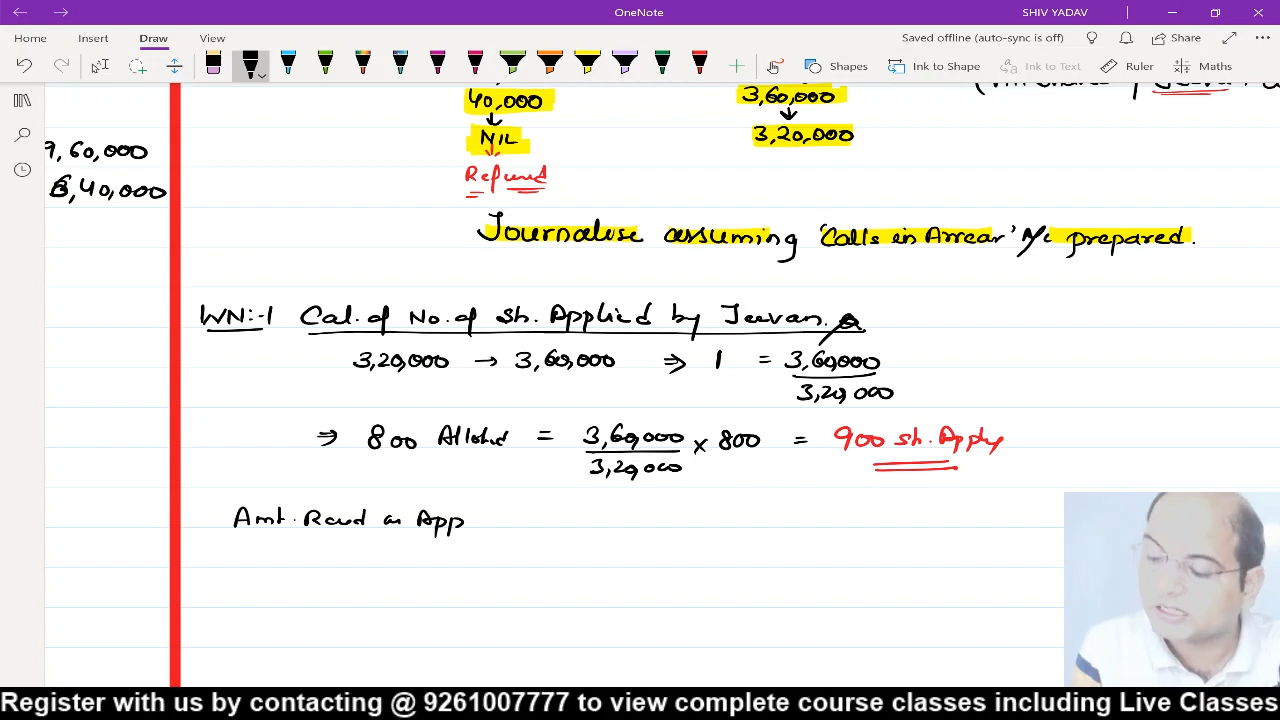 OneNote
SHIV YADAV
Home Insert Draw View
Saved offline (auto-sync is off)
Share
Shapes
Ink to Shape
Ink to Text
Ruler
Maths
40,000
3,60,000
NIL
3,20,000
9,60,000
Refund
6,40,000
Journalise assuming 'Calls in Arrear' A/c prepared.
WN:-1 Cal. of No. of Sh. Applied by Jeevan.
3,20,000 → 3,60,000 ⇒ 1 = 3,60,000
3,20,000
⇒ 800 Alloted = 3,60,000 × 800 = 900 sh. Apply
3,20,000
Amt. Recvd on App
Register with us by contacting @ 9261007777 to view complete course classes including Live Classes